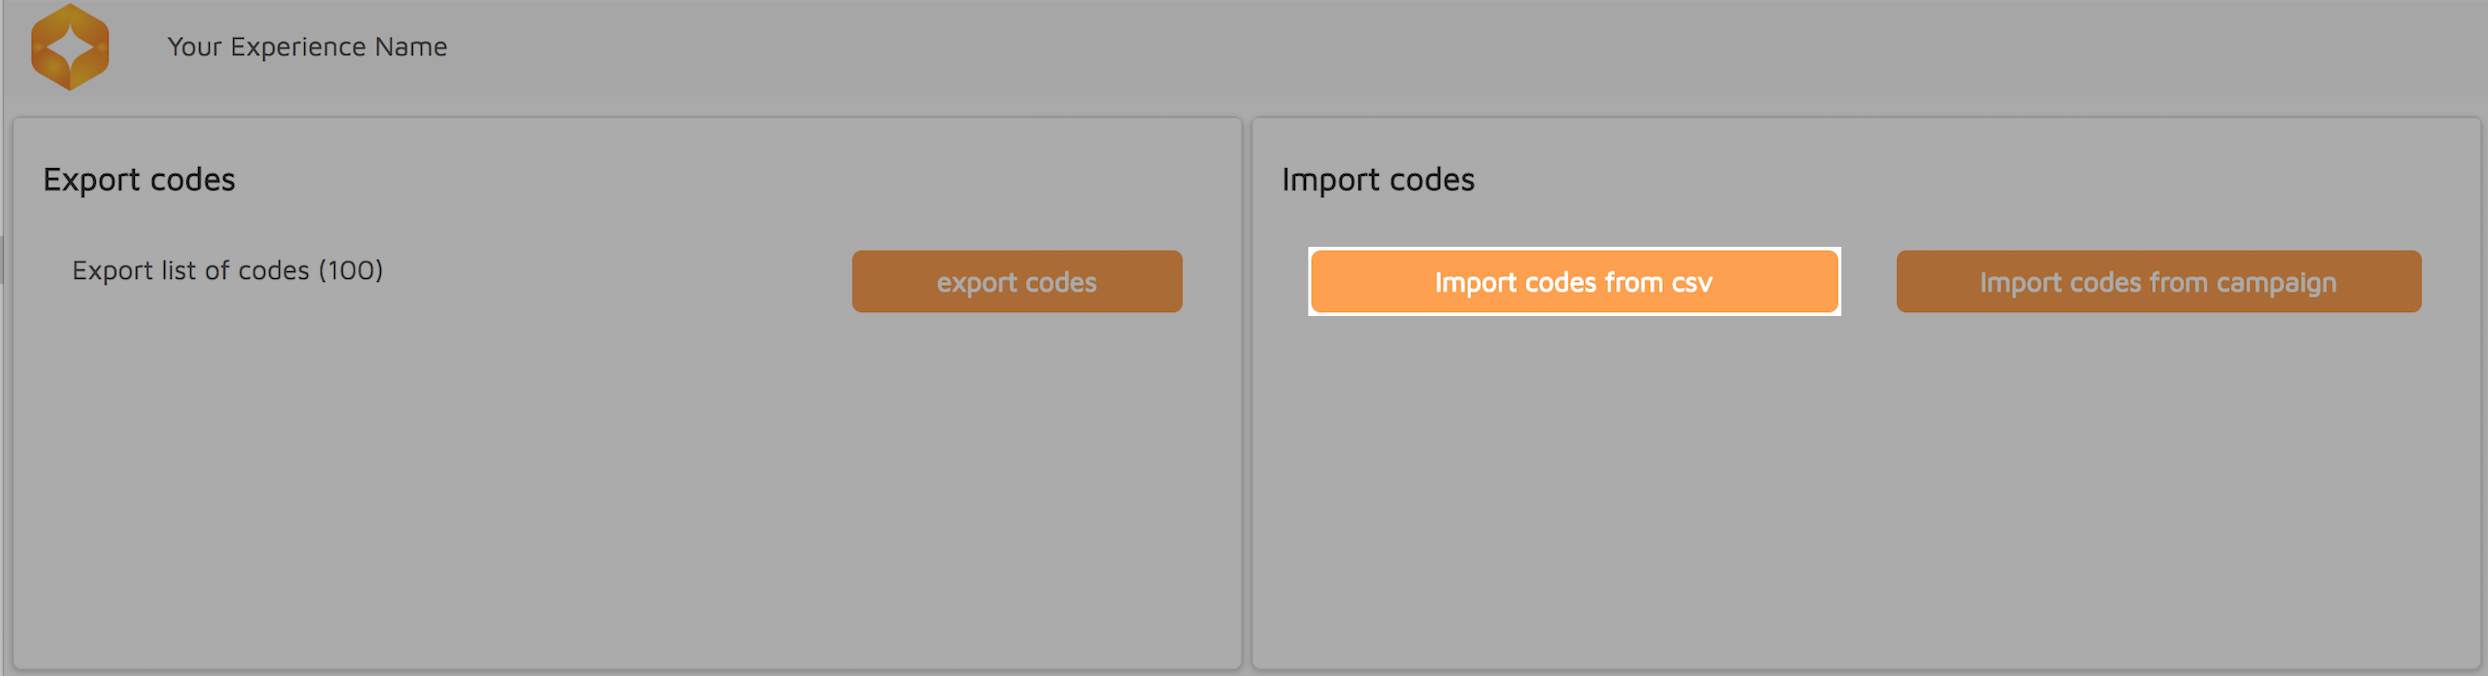 Your Experience Name
Export codes
Export list of codes (100)
export codes
Import codes
Import codes from csv
Import codes from campaign